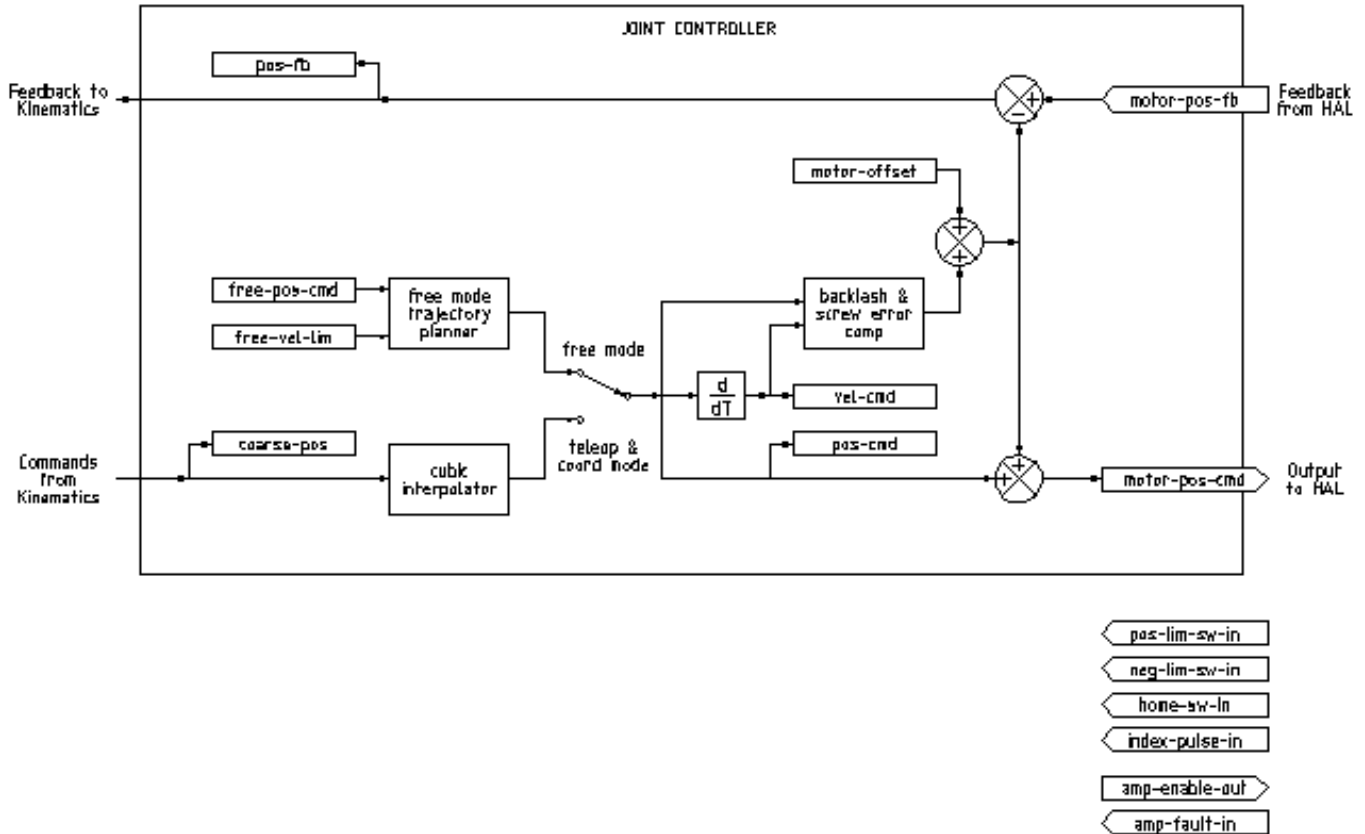 JOINT CONTROLLER
pos-fb
Feedback to
Kinematics
motor-pos-fb
Feedback
from HAL
+
-
motor-offset
+
+
free-pos-cmd
free mode
trajectory
planner
free-vel-lim
backlash &
screw error
comp
free mode
d
dT
vel-cmd
coarse-pos
teleop &
coord mode
pos-cmd
Commands
from
Kinematics
cubic
interpolator
+
+
motor-pos-cmd
Output
to HAL
pos-lim-sw-in
neg-lim-sw-in
home-sw-in
index-pulse-in
amp-enable-out
amp-fault-in